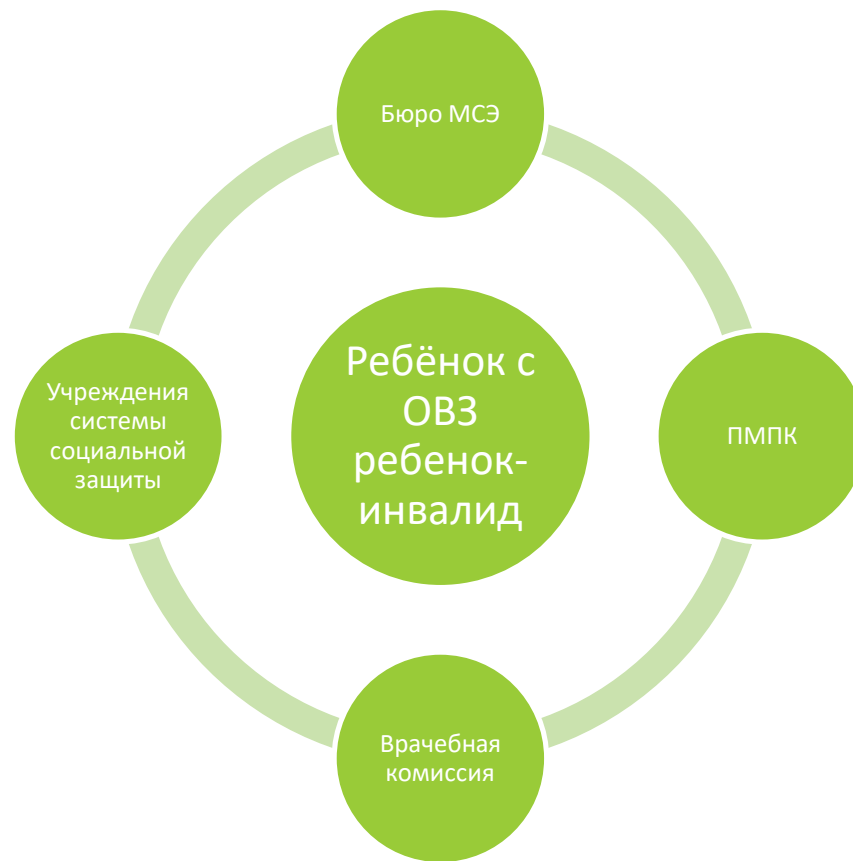 Бюро МСЭ
Учреждения
системы
социальной
защиты
Ребёнок с
ОВЗ
ребенок-
инвалид
ПМПК
Врачебная
комиссия